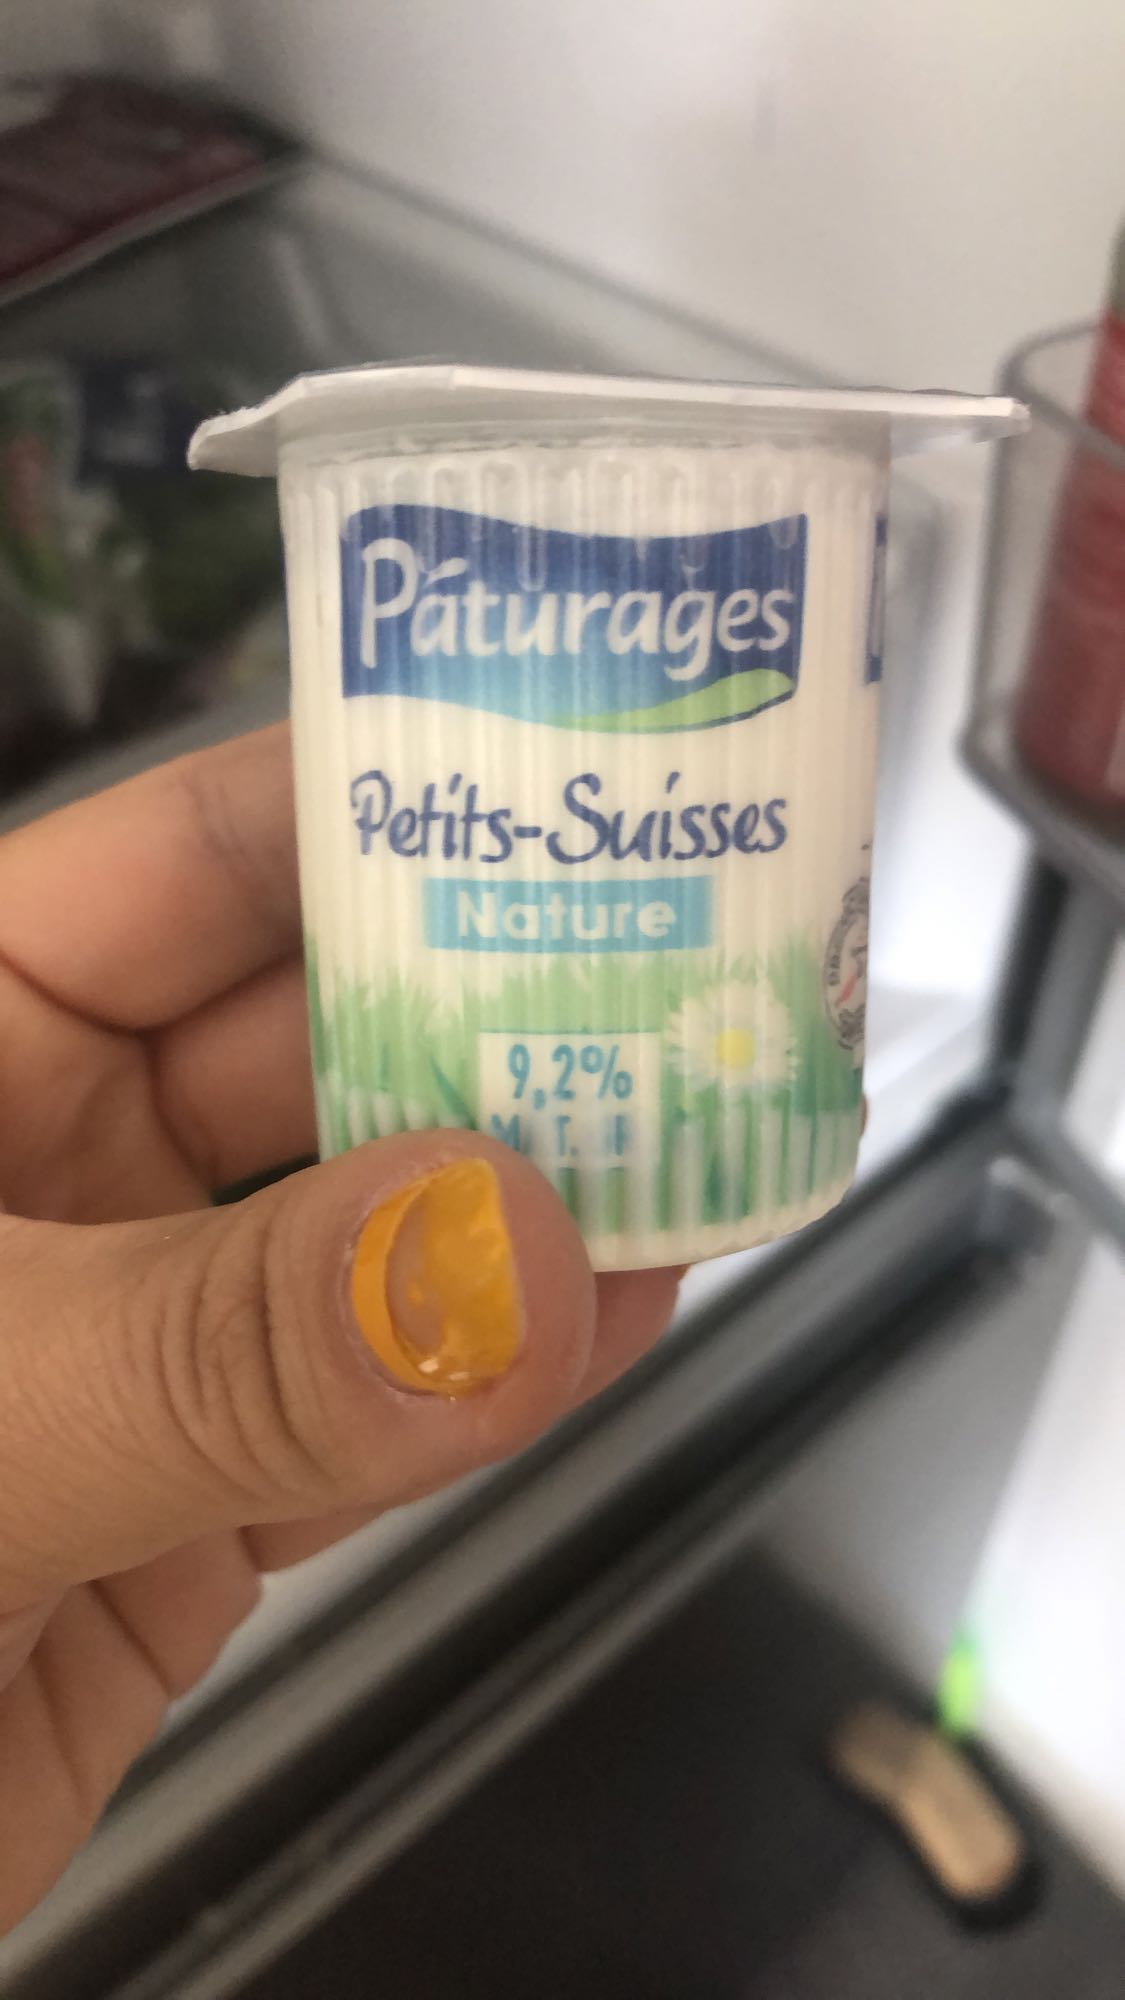 Pâturages
Petits-Suisses
Nature
9,2%
M.